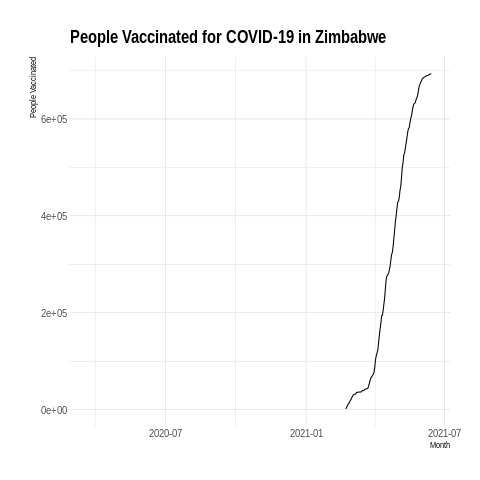 People Vaccinated for COVID-19 in Zimbabwe
People Vaccinated
6e+05
4e+05
2e+05
0e+00
2020-07
2021-01
2021-07
Month